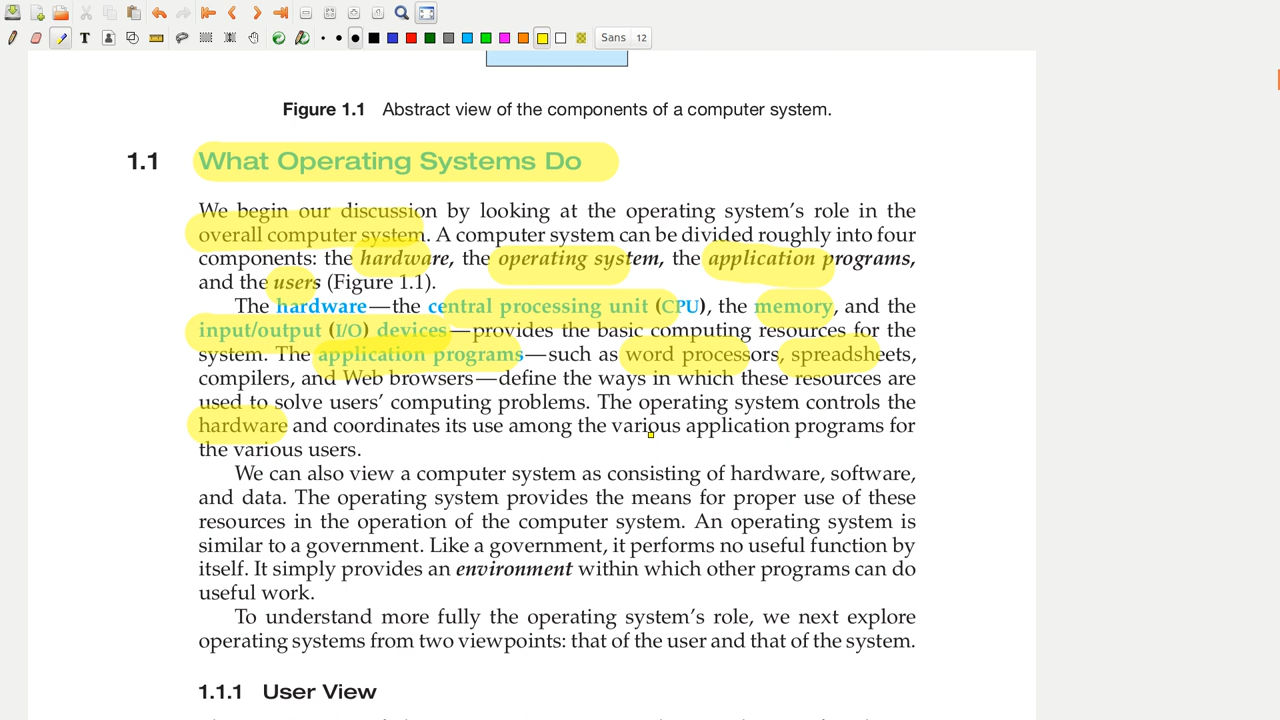 Sans 12
Figure 1.1 Abstract view of the components of a computer system.
1.1 What Operating Systems Do
We begin our discussion by looking at the operating system's role in the
overall computer system. A computer system can be divided roughly into four
components: the hardware, the operating system, the application programs,
and the users (Figure 1.1).
The hardware—the central processing unit (CPU), the memory, and the
input/output (I/O) devices—provides the basic computing resources for the
system. The application programs—such as word processors, spreadsheets,
compilers, and Web browsers—define the ways in which these resources are
used to solve users' computing problems. The operating system controls the
hardware and coordinates its use among the various application programs for
the various users.
We can also view a computer system as consisting of hardware, software,
and data. The operating system provides the means for proper use of these
resources in the operation of the computer system. An operating system is
similar to a government. Like a government, it performs no useful function by
itself. It simply provides an environment within which other programs can do
useful work.
To understand more fully the operating system's role, we next explore
operating systems from two viewpoints: that of the user and that of the system.
1.1.1 User View